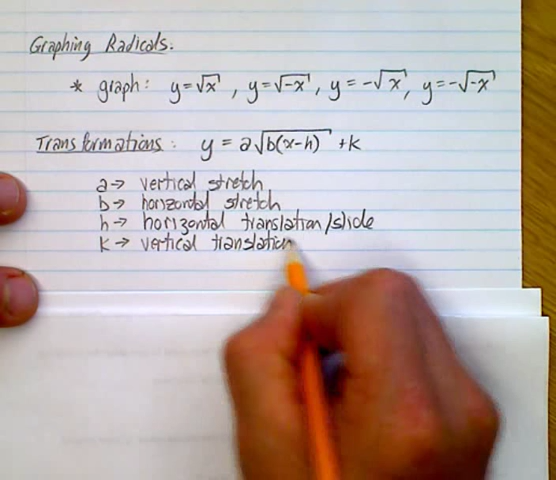 Graphing Radicals:
* graph: y=√x, y=√-x, y=-√x, y=-√-x
Transformations: y = a√b(x-h) +k
a→ vertical stretch
b→ horizontal stretch
h→ horizontal translation/slide
k→ vertical translation